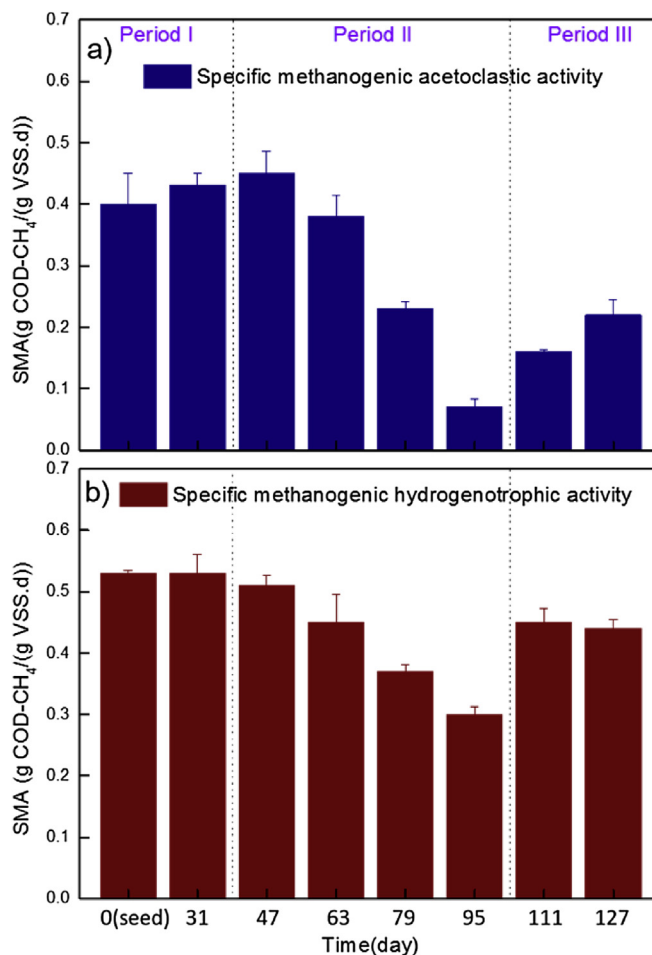 Period I Period II Period III
a)
Specific methanogenic acetoclastic activity
SMA(g COD-CH₄/(g VSS.d))
0.7
0.6
0.5
0.4
0.3
0.2
0.1
0.0
b)
Specific methanogenic hydrogenotrophic activity
SMA (g COD-CH₄/(g VSS.d))
0.7
0.6
0.5
0.4
0.3
0.2
0.1
0.0
0(seed) 31 47 63 79 95 111 127
Time(day)